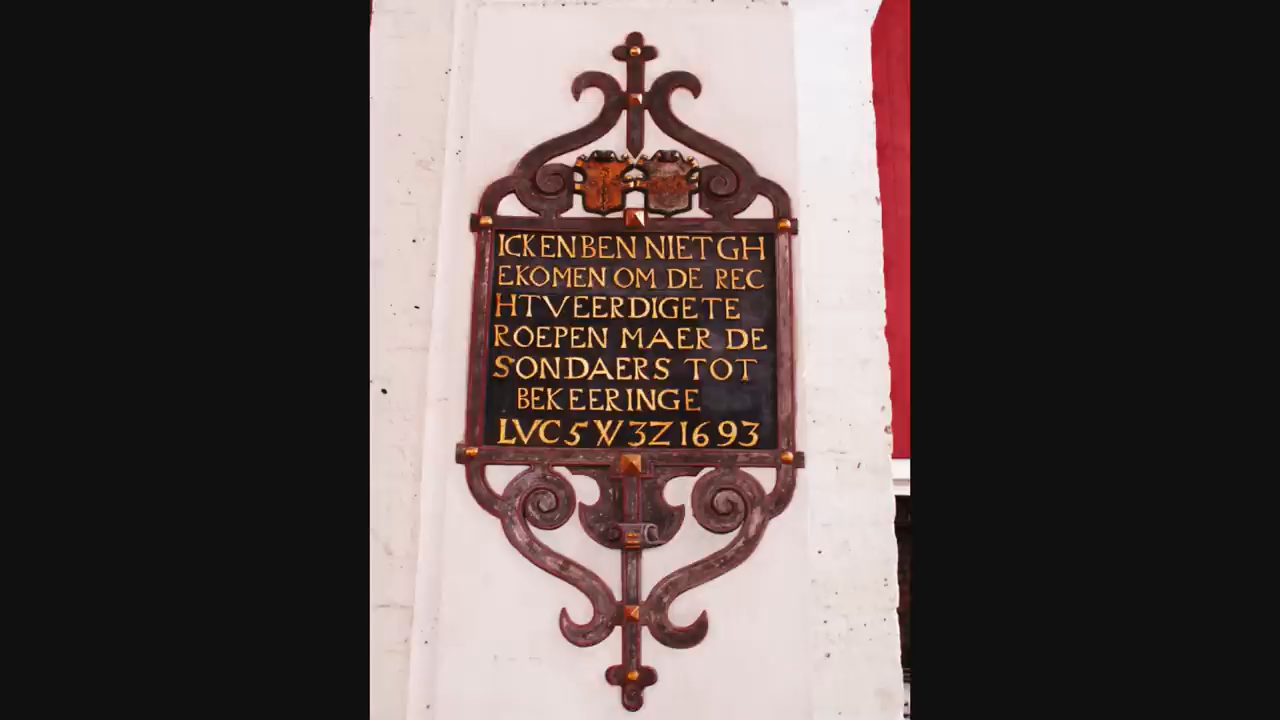 ICK EN BEN NIET GH
EKOMEN OM DE REC
HTVEERDIGE TE
ROEPEN MAER DE
SONDAERS TOT
BEKEERINGE
LVC 5 W 3Z 1693